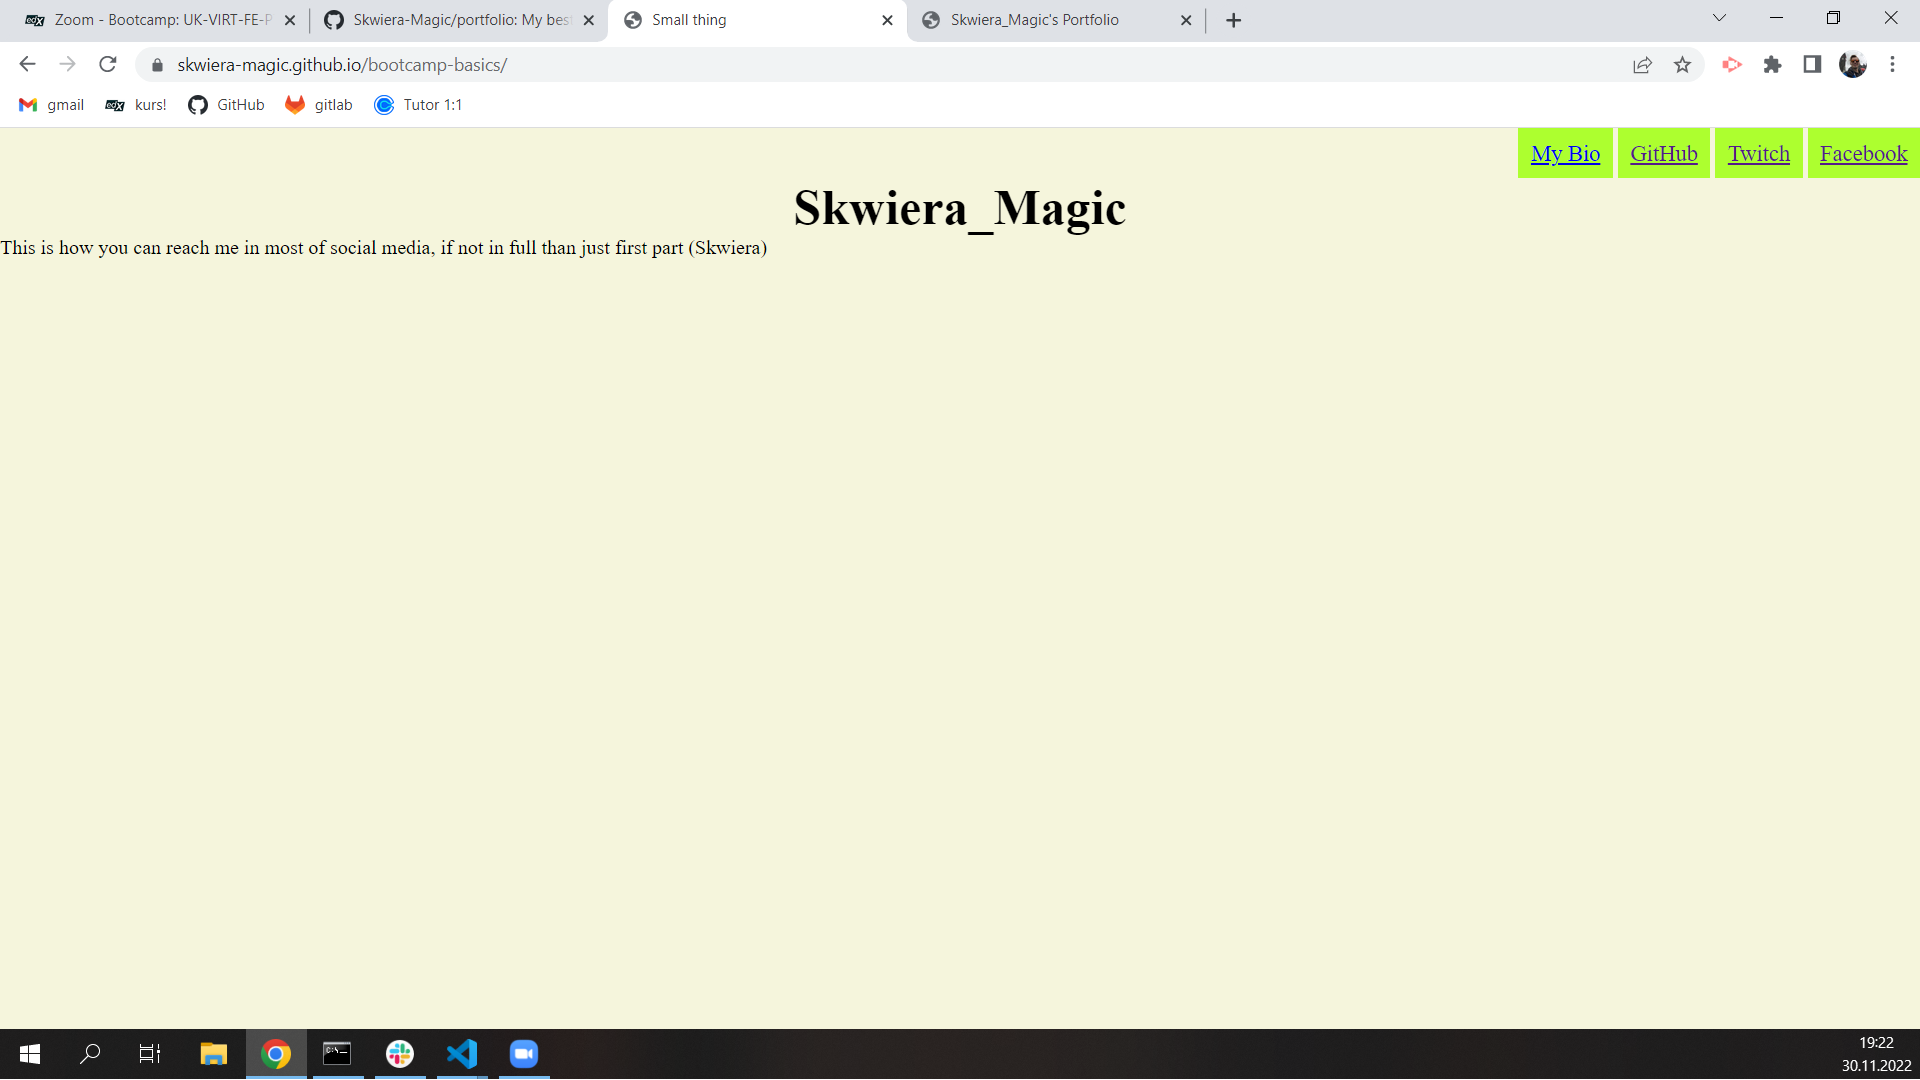 Zoom - Bootcamp: UK-VIRT-FE-P
Skwiera-Magic/portfolio: My best
Small thing
Skwiera_Magic's Portfolio
skwiera-magic.github.io/bootcamp-basics/
gmail
edX kurs!
GitHub
gitlab
Tutor 1:1
My Bio
GitHub
Twitch
Facebook
Skwiera_Magic
This is how you can reach me in most of social media, if not in full than just first part (Skwiera)
19:22
30.11.2022